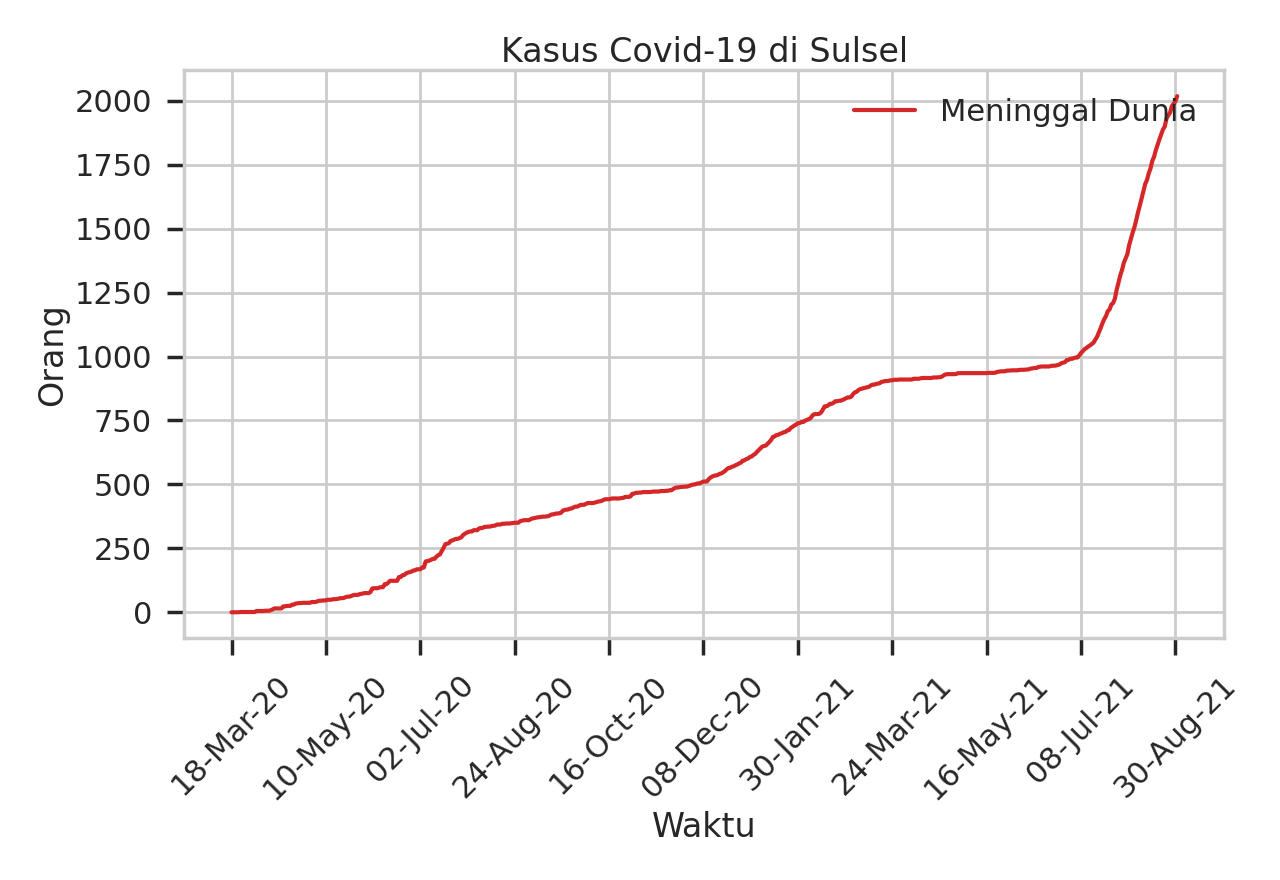 Kasus Covid-19 di Sulsel
Meninggal Dunia
Orang
2000
1750
1500
1250
1000
750
500
250
0
18-Mar-20
10-May-20
02-Jul-20
24-Aug-20
16-Oct-20
08-Dec-20
30-Jan-21
24-Mar-21
16-May-21
08-Jul-21
30-Aug-21
Waktu